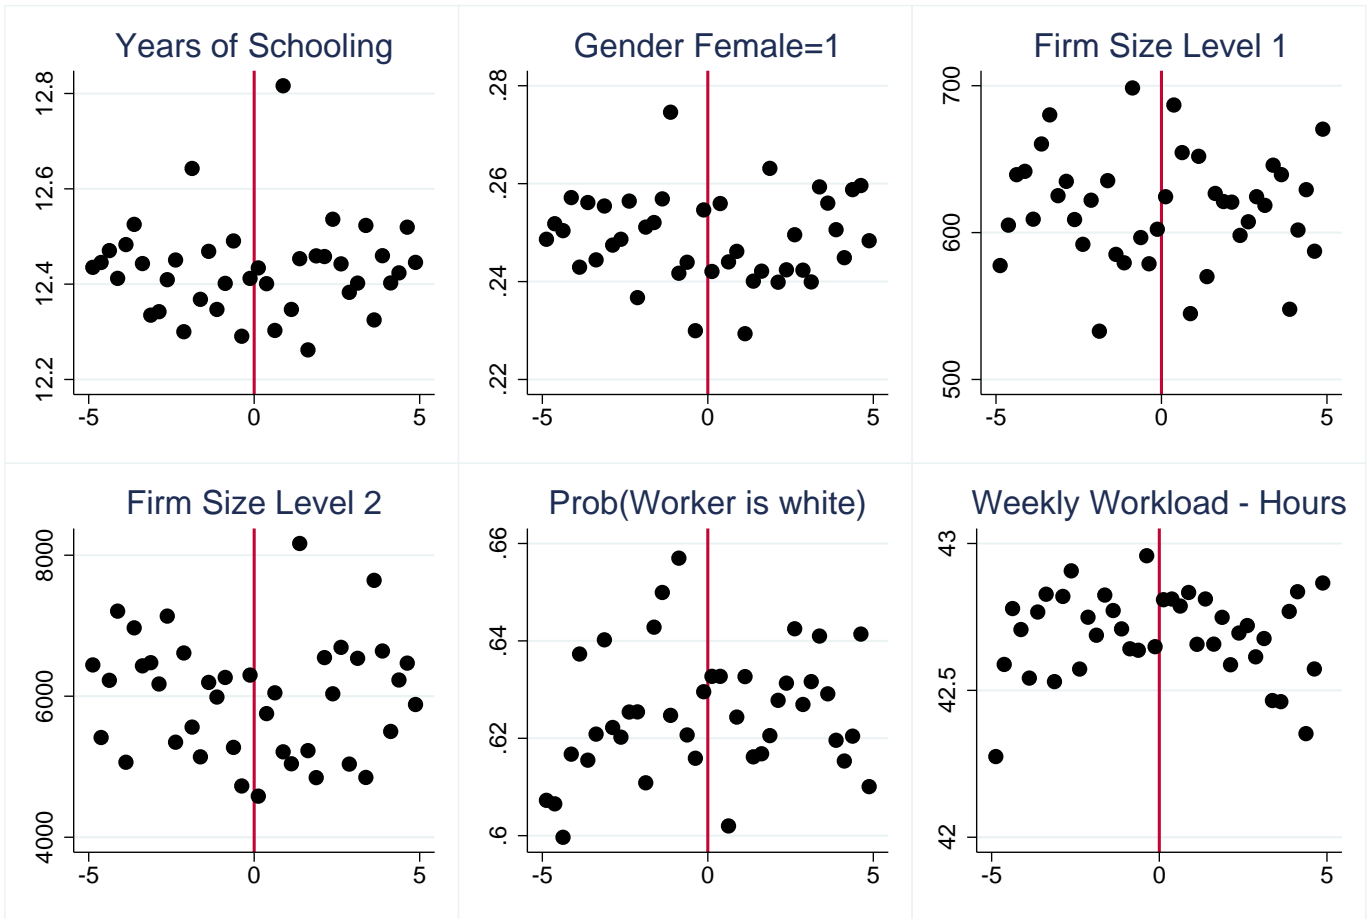 Years of Schooling
12.8
12.6
12.4
12.2
-5 0 5
Gender Female=1
.28
.26
.24
.22
-5 0 5
Firm Size Level 1
700
600
500
-5 0 5
Firm Size Level 2
8000
6000
4000
-5 0 5
Prob(Worker is white)
.66
.64
.62
.6
-5 0 5
Weekly Workload - Hours
43
42.5
42
-5 0 5